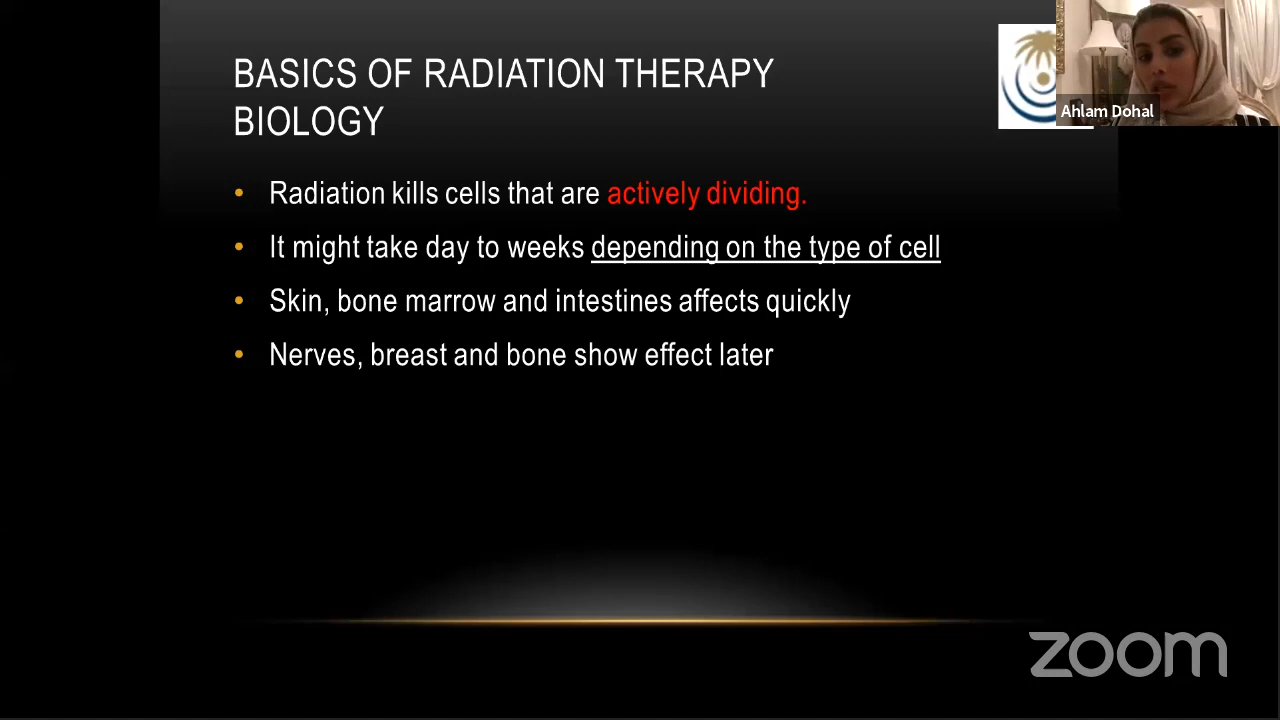 BASICS OF RADIATION THERAPY
BIOLOGY
Ahlam Dohal
• Radiation kills cells that are actively dividing.
• It might take day to weeks depending on the type of cell
• Skin, bone marrow and intestines affects quickly
• Nerves, breast and bone show effect later
zoom